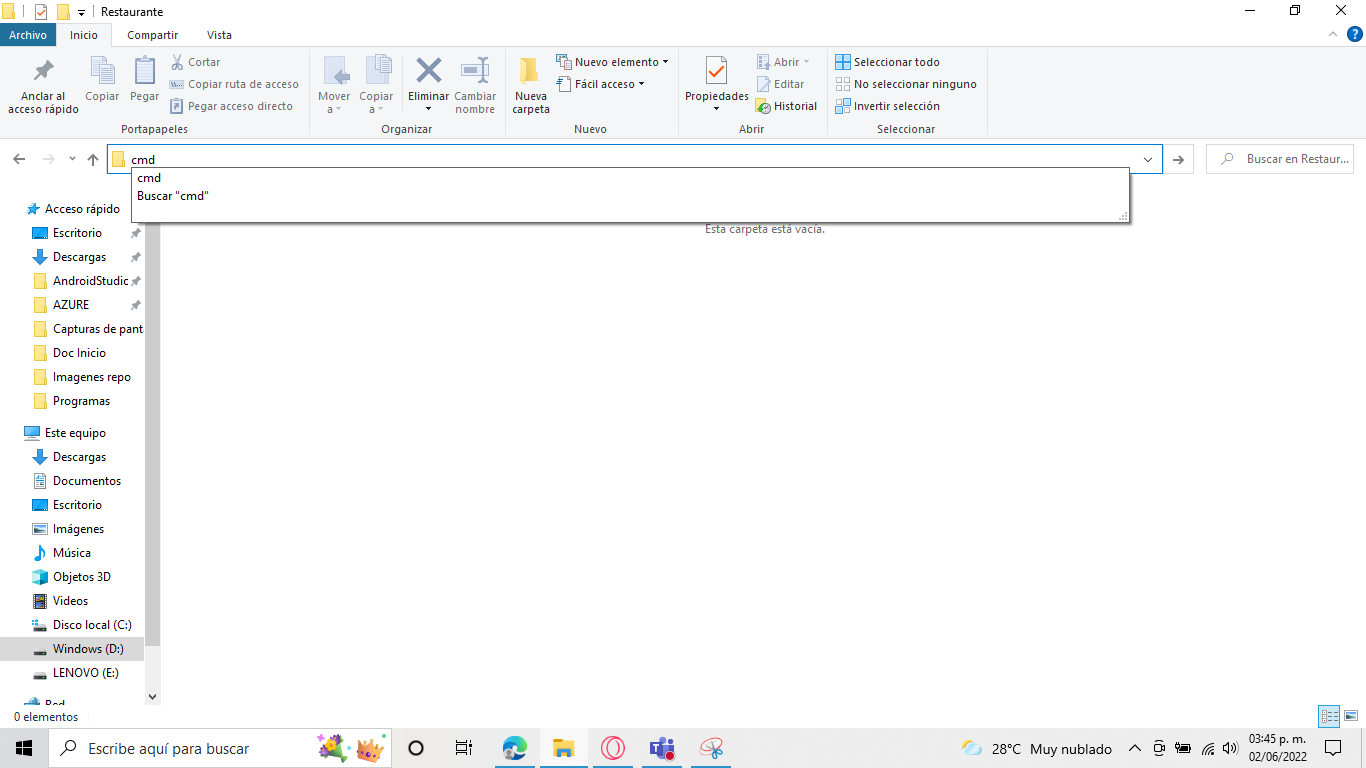 Restaurante
Archivo Inicio Compartir Vista
Anclar al acceso rápido
Copiar
Pegar
Cortar
Copiar ruta de acceso
Pegar acceso directo
Portapapeles
Mover a
Copiar a
Eliminar
Cambiar nombre
Organizar
Nueva carpeta
Nuevo elemento
Fácil acceso
Nuevo
Propiedades
Abrir
Editar
Historial
Abrir
Seleccionar todo
No seleccionar ninguno
Invertir selección
Seleccionar
cmd
Buscar en Restaur...
cmd
Buscar "cmd"
Esta carpeta está vacía.
Acceso rápido
Escritorio
Descargas
AndroidStudic
AZURE
Capturas de pant
Doc Inicio
Imagenes repo
Programas
Este equipo
Descargas
Documentos
Escritorio
Imágenes
Música
Objetos 3D
Videos
Disco local (C:)
Windows (D:)
LENOVO (E:)
Red
0 elementos
Escribe aquí para buscar
28°C Muy nublado
03:45 p. m.
02/06/2022